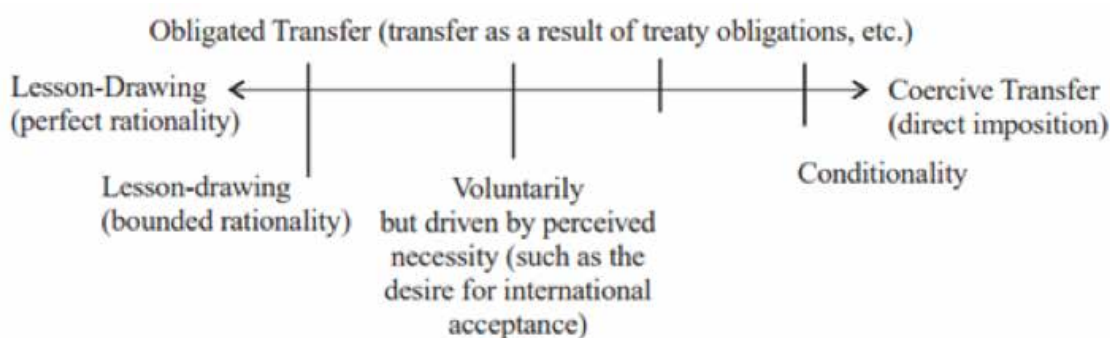 Obligated Transfer (transfer as a result of treaty obligations, etc.)
Lesson-Drawing
(perfect rationality)
Coercive Transfer
(direct imposition)
Lesson-drawing
(bounded rationality)
Voluntarily
but driven by perceived
necessity (such as the
desire for international
acceptance)
Conditionality